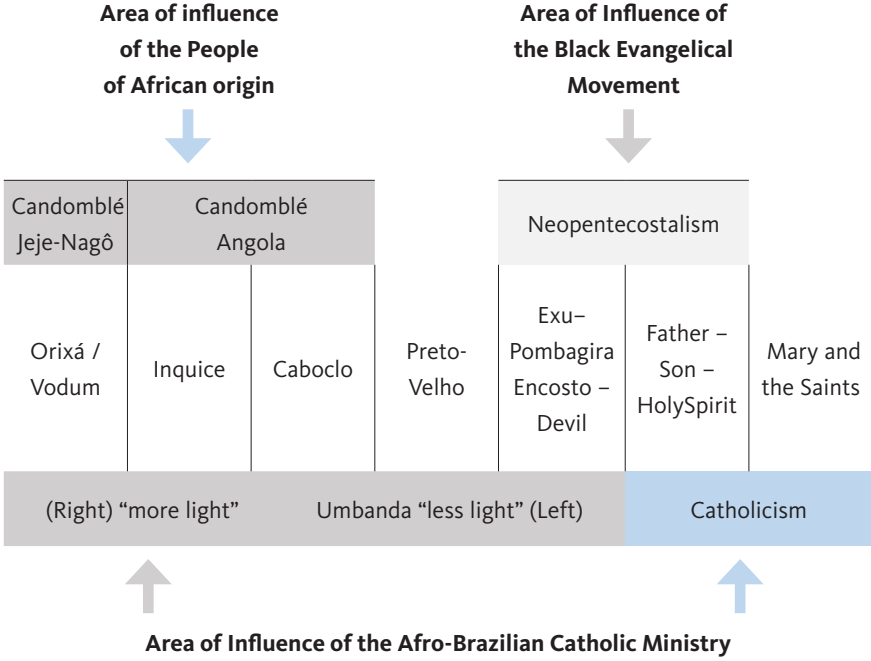 Area of influence
of the People
of African origin
Area of Influence of
the Black Evangelical
Movement
Candomblé
Jeje-Nagô
Candomblé
Angola
Neopentecostalism
Orixá /
Vodum
Inquice
Caboclo
Preto-
Velho
Exu–
Pombagira
Encosto –
Devil
Father –
Son –
HolySpirit
Mary and
the Saints
(Right) “more light”
Umbanda “less light” (Left)
Catholicism
Area of Influence of the Afro-Brazilian Catholic Ministry